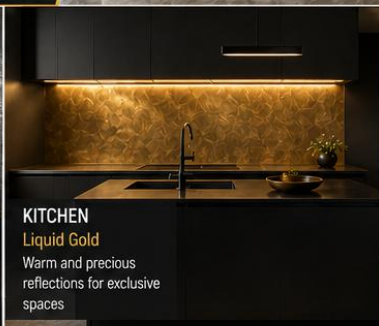 KITCHEN
Liquid Gold
Warm and precious
reflections for exclusive
spaces